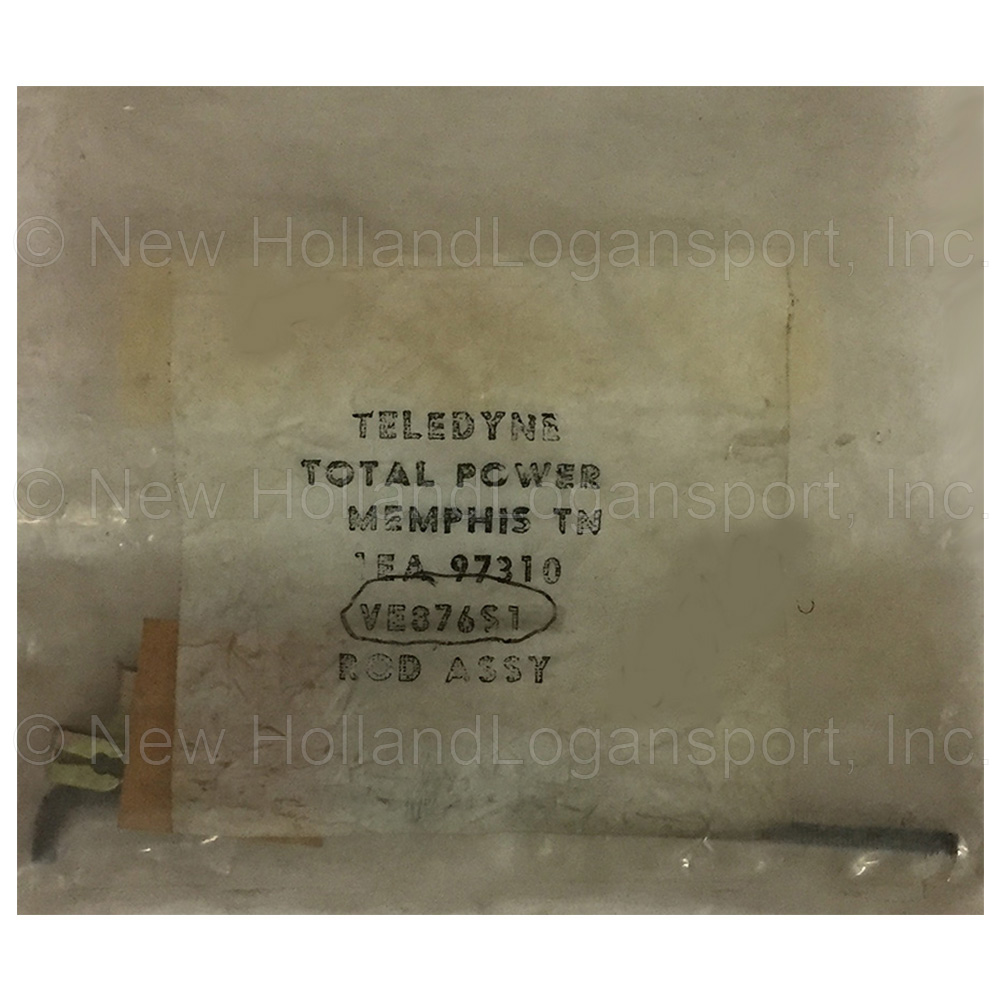 © New HollandLogansport, Inc.
TELEDYNE
TOTAL POWER
© New HollandLogansport, Inc.
MEMPHIS TN
1EA 97310
VE876S1
ROD ASSY
© New HollandLogansport, Inc.